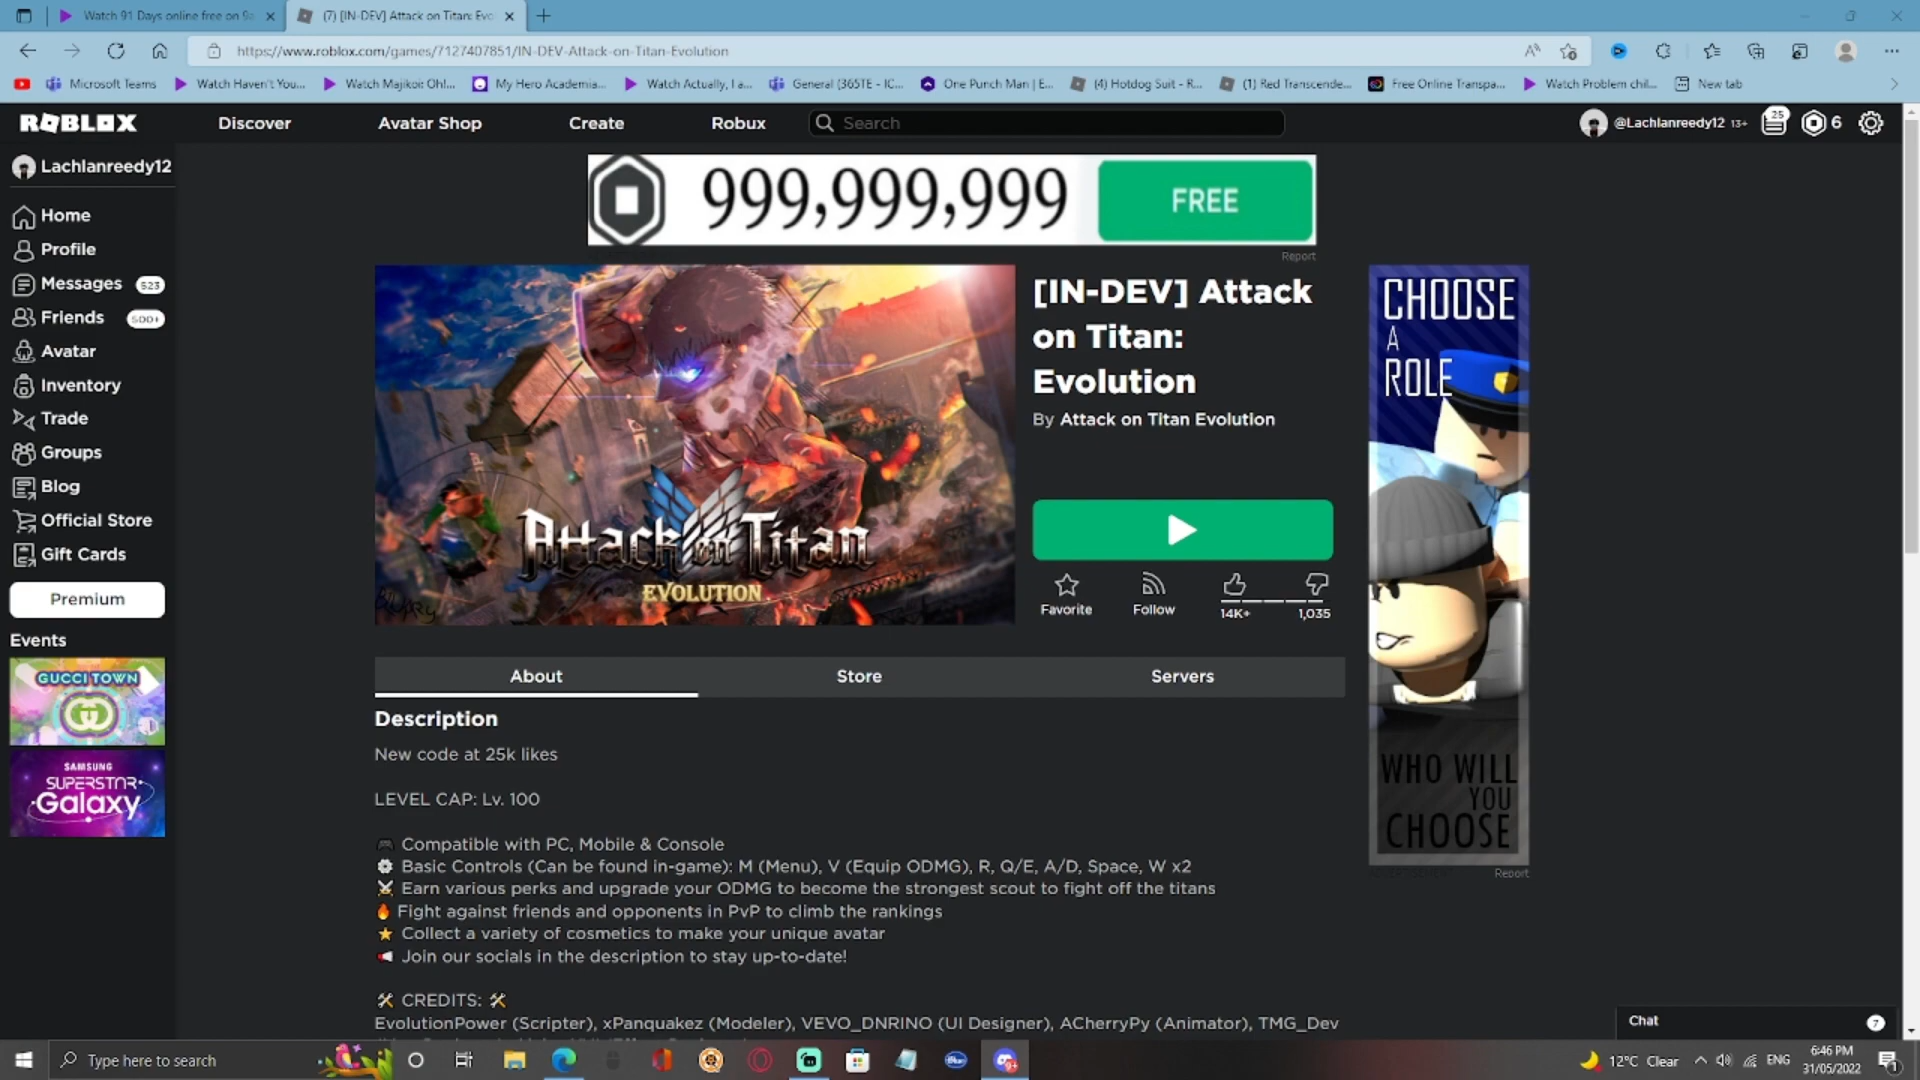 Watch 91 Days online free on 9a
(7) [IN-DEV] Attack on Titan: Evo
https://www.roblox.com/games/7127407851/IN-DEV-Attack-on-Titan-Evolution
Microsoft Teams
Watch Haven't You...
Watch Majikoi: Oh!...
My Hero Academia...
Watch Actually, I a...
General (365TE - IC...
One Punch Man | E...
(4) Hotdog Suit - R...
(1) Red Transcende...
Free Online Transpa...
Watch Problem chil...
New tab
ROBLOX
Discover
Avatar Shop
Create
Robux
Search
@Lachlanreedy12 13+
25
6
Lachlanreedy12
Home
Profile
Messages 523
Friends 500+
Avatar
Inventory
Trade
Groups
Blog
Official Store
Gift Cards
Premium
Events
GUCCI TOWN
SAMSUNG
SUPERSTAR
Galaxy
999,999,999 FREE
Report
Attack on Titan
EVOLUTION
[IN-DEV] Attack
on Titan:
Evolution
By Attack on Titan Evolution
Favorite
Follow
14K+
1,035
CHOOSE
A
ROLE
WHO WILL
YOU
CHOOSE
ADVERTISEMENT
Report
About
Store
Servers
Description
New code at 25k likes
LEVEL CAP: Lv. 100
🎮 Compatible with PC, Mobile & Console
⚙️ Basic Controls (Can be found in-game): M (Menu), V (Equip ODMG), R, Q/E, A/D, Space, W x2
⚔️ Earn various perks and upgrade your ODMG to become the strongest scout to fight off the titans
🔥 Fight against friends and opponents in PvP to climb the rankings
⭐ Collect a variety of cosmetics to make your unique avatar
📢 Join our socials in the description to stay up-to-date!
🛠️ CREDITS: 🛠️
EvolutionPower (Scripter), xPanquakez (Modeler), VEVO_DNRINO (UI Designer), ACherryPy (Animator), TMG_Dev
Chat
7
Type here to search
12°C Clear
ENG
6:46 PM
31/05/2022
1